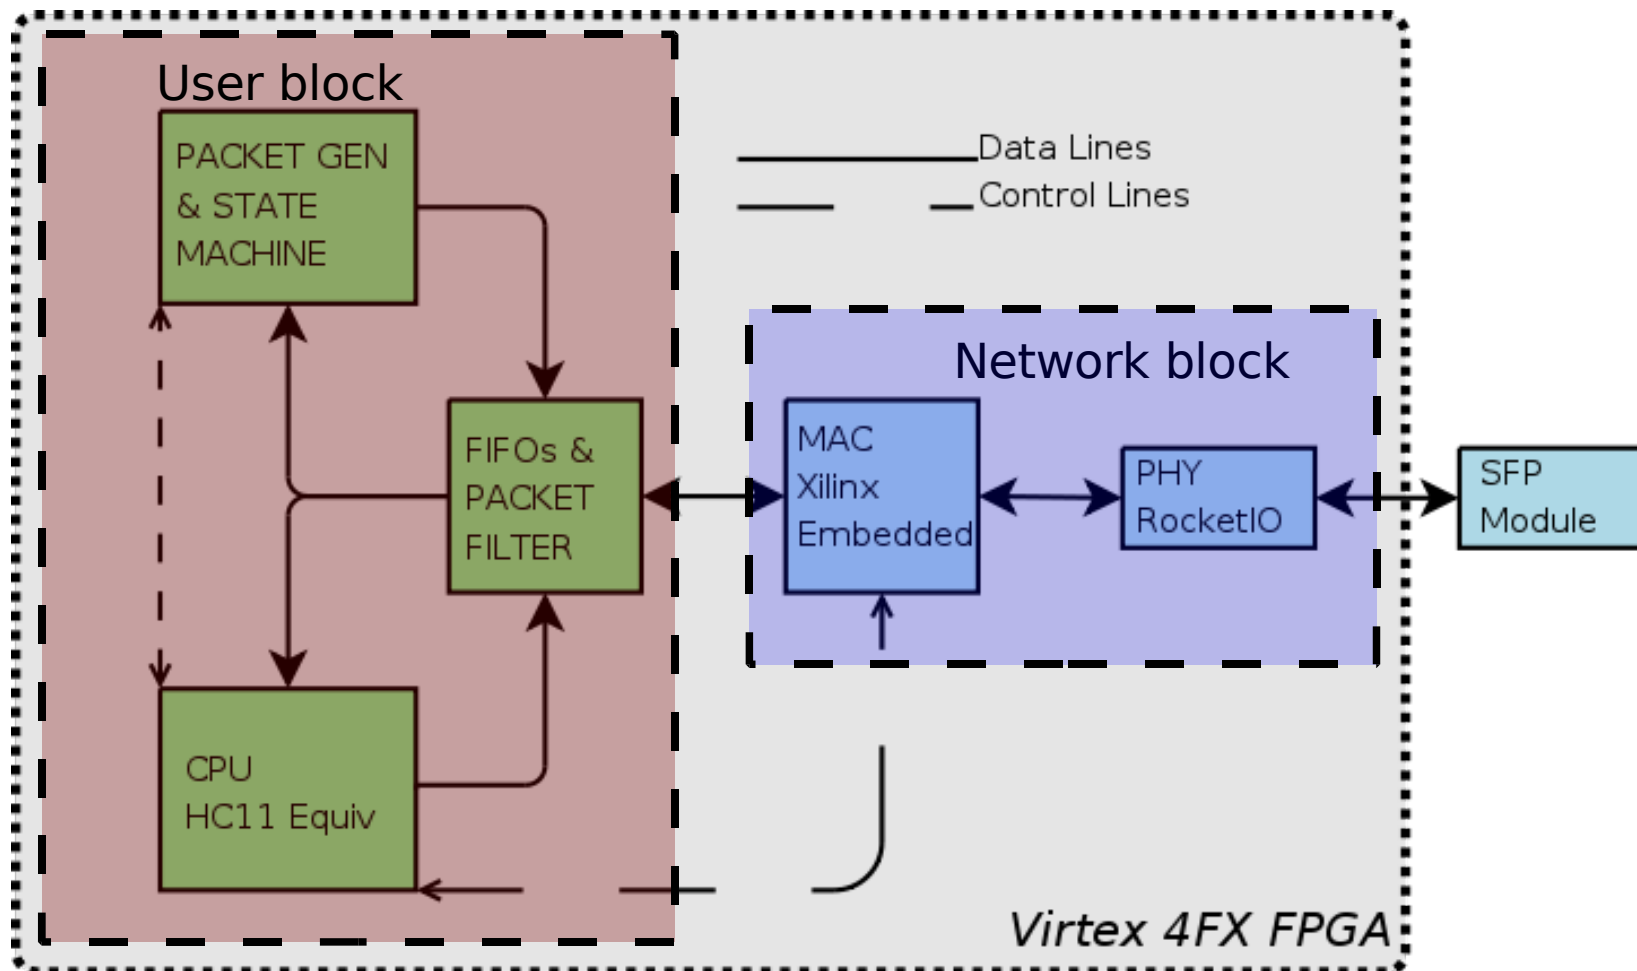 User block
PACKET GEN
& STATE
MACHINE
Data Lines
Control Lines
Network block
FIFOs &
PACKET
FILTER
MAC
Xilinx
Embedded
PHY
RocketIO
SFP
Module
CPU
HC11 Equiv
Virtex 4FX FPGA